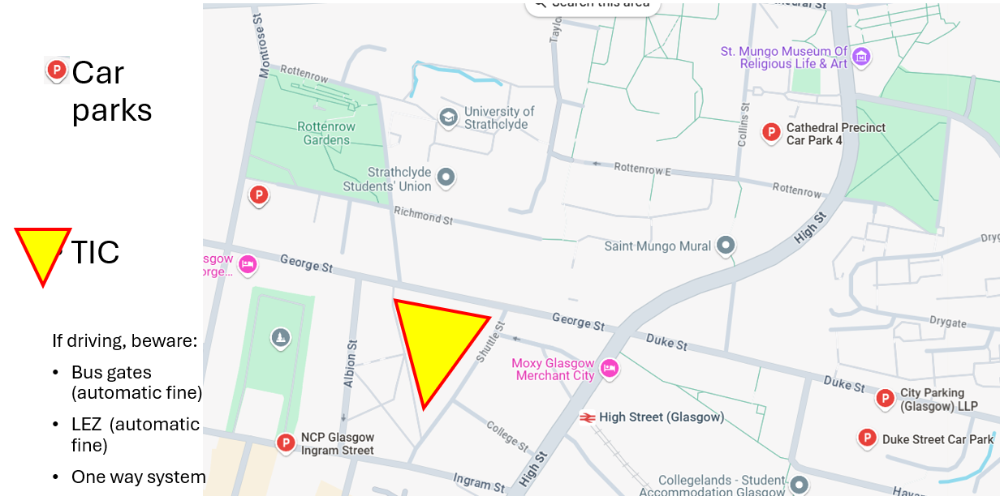 Car
parks
TIC
If driving, beware:
• Bus gates
(automatic fine)
• LEZ (automatic
fine)
• One way system
Search this area
Montrose St
Rottenrow
Rottenrow
Gardens
University of
Strathclyde
Strathclyde
Students' Union
Richmond St
St. Mungo Museum Of
Religious Life & Art
Collins St
P
Cathedral Precinct
Car Park 4
Rottenrow E
Rottenrow
High St
Saint Mungo Mural
George St
George St
Duke St
Drygate
Albion St
Shuttle St
Moxy Glasgow
Merchant City
Duke St
P
City Parking
(Glasgow) LLP
High Street (Glasgow)
P
Duke Street Car Park
P
NCP Glasgow
Ingram Street
College St
High St
Ingram St
Collegelands - Student
Accommodation Glasgow
P
P